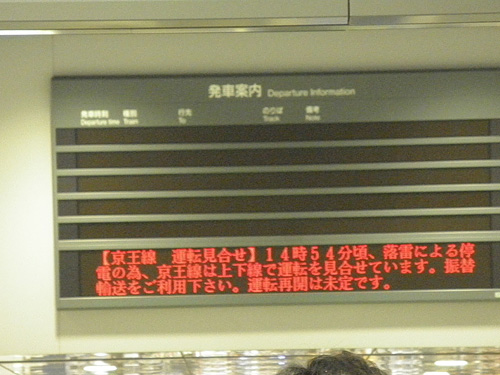 発車案内 Departure Information
発車時刻 種別 行先 のりば 備考
Departure time Train To Track Note
【京王線　運転見合せ】１４時５４分頃、落雷による停
電の為、京王線は上下線で運転を見合せています。振替
輸送をご利用下さい。運転再開は未定です。